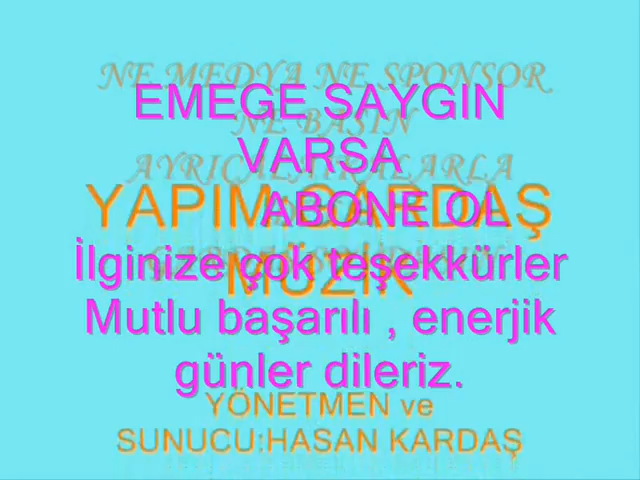 NE MEDYA NE SPONSOR
EMEGE SAYGIN
NE BASIN
VARSA
YAPIM GARDAŞ
ABONE OL
İlginize çok teşekkürler
MÜZİK
Mutlu başarılı , enerjik
günler dileriz.
YÖNETMEN ve
SUNUCU:HASAN KARDAŞ